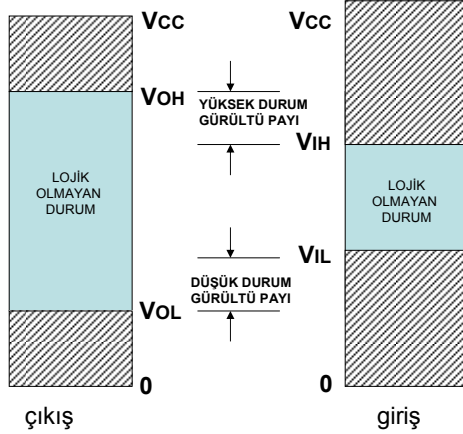 VCC
VOH
LOJİK
OLMAYAN
DURUM
VOL
0
çıkış
YÜKSEK DURUM
GÜRÜLTÜ PAYI
DÜŞÜK DURUM
GÜRÜLTÜ PAYI
VCC
VIH
LOJİK
OLMAYAN
DURUM
VIL
0
giriş